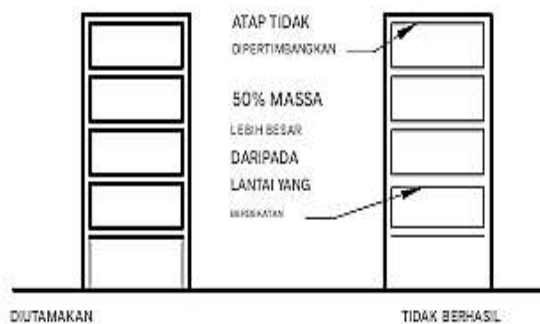 ATAP TIDAK
DIPERTIMBANGKAN
50% MASSA
LEBIH BESAR
DARIPADA
LANTAI YANG
BERDEKATAN
DIUTAMAKAN
TIDAK BERHASIL